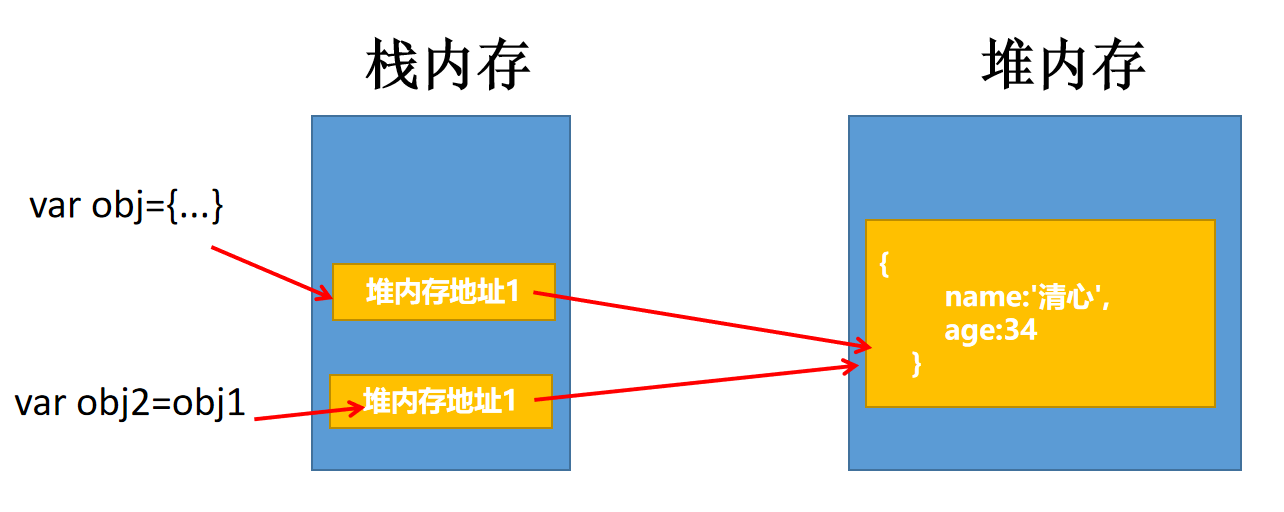 栈内存
堆内存
var obj={...}
堆内存地址1
{
name:'清心',
age:34
}
var obj2=obj1
堆内存地址1